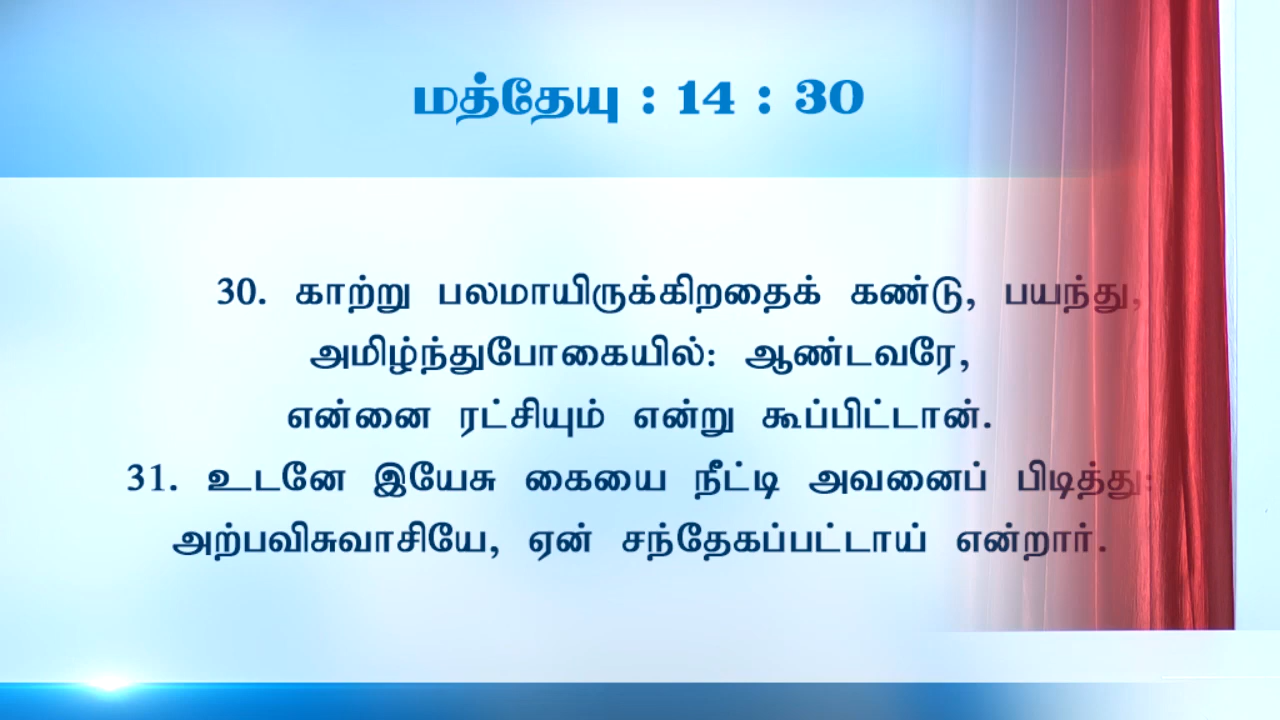 மத்தேயு : 14 : 30
30. காற்று பலமாயிருக்கிறதைக் கண்டு, பயந்து,
அமிழ்ந்துபோகையில்: ஆண்டவரே,
என்னை ரட்சியும் என்று கூப்பிட்டான்.
31. உடனே இயேசு கையை நீட்டி அவனைப் பிடித்து:
அற்பவிசுவாசியே, ஏன் சந்தேகப்பட்டாய் என்றார்.